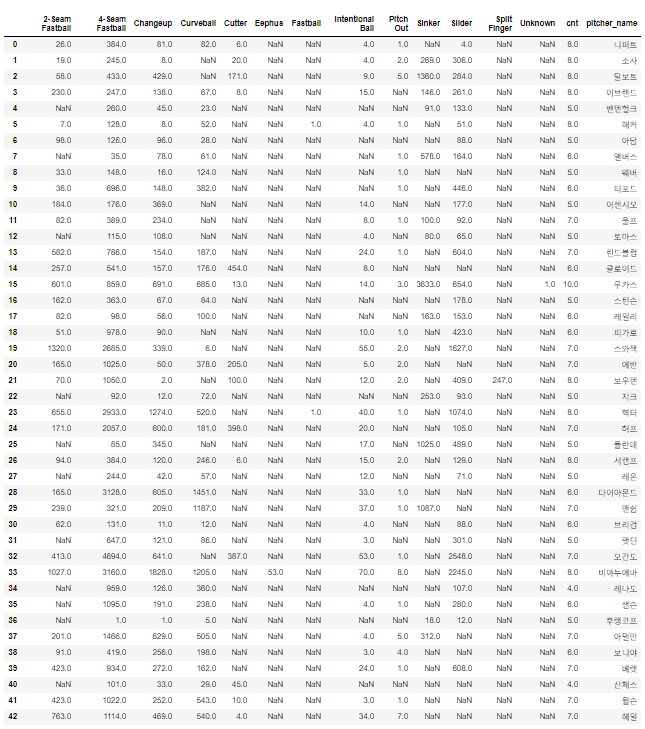 2-Seam Fastball 4-Seam Fastball Changeup Curveball Cutter Eephus Fastball Intentional Ball Pitch Out Sinker Slider Split Finger Unknown cnt pitcher_name
0 26.0 384.0 81.0 82.0 6.0 NaN NaN 4.0 1.0 NaN 4.0 NaN NaN 8.0 니퍼트
1 19.0 245.0 8.0 NaN 20.0 NaN NaN 4.0 2.0 269.0 306.0 NaN NaN 8.0 소사
2 58.0 433.0 429.0 NaN 171.0 NaN NaN 9.0 5.0 1360.0 284.0 NaN NaN 8.0 탈보트
3 230.0 247.0 138.0 67.0 8.0 NaN NaN 15.0 NaN 146.0 261.0 NaN NaN 8.0 이브랜드
4 NaN 260.0 45.0 23.0 NaN NaN NaN NaN NaN 91.0 133.0 NaN NaN 5.0 밴덴헐크
5 7.0 128.0 8.0 52.0 NaN NaN 1.0 4.0 1.0 NaN 51.0 NaN NaN 8.0 해커
6 98.0 126.0 96.0 28.0 NaN NaN NaN NaN NaN NaN 88.0 NaN NaN 5.0 아담
7 NaN 35.0 78.0 61.0 NaN NaN NaN NaN 1.0 578.0 164.0 NaN NaN 6.0 앨버스
8 33.0 148.0 16.0 124.0 NaN NaN NaN NaN 1.0 NaN NaN NaN NaN 5.0 웨버
9 36.0 696.0 148.0 382.0 NaN NaN NaN NaN 1.0 NaN 446.0 NaN NaN 6.0 티포드
10 184.0 176.0 369.0 NaN NaN NaN NaN 14.0 NaN NaN 177.0 NaN NaN 5.0 어센시오
11 82.0 389.0 234.0 NaN NaN NaN NaN 8.0 1.0 100.0 92.0 NaN NaN 7.0 울프
12 NaN 115.0 108.0 NaN NaN NaN NaN 4.0 NaN 80.0 65.0 NaN NaN 5.0 토마스
13 582.0 786.0 154.0 187.0 NaN NaN NaN 24.0 1.0 NaN 604.0 NaN NaN 7.0 린드블럼
14 257.0 541.0 157.0 176.0 454.0 NaN NaN 8.0 NaN NaN NaN NaN NaN 6.0 클로이드
15 601.0 859.0 691.0 685.0 13.0 NaN NaN 14.0 3.0 3633.0 654.0 NaN 1.0 10.0 루카스
16 162.0 363.0 67.0 84.0 NaN NaN NaN NaN NaN NaN 178.0 NaN NaN 5.0 스틴슨
17 82.0 98.0 56.0 100.0 NaN NaN NaN NaN NaN 163.0 153.0 NaN NaN 6.0 레일리
18 51.0 978.0 90.0 NaN NaN NaN NaN 10.0 1.0 NaN 423.0 NaN NaN 6.0 피가로
19 1320.0 2685.0 339.0 6.0 NaN NaN NaN 55.0 2.0 NaN 1627.0 NaN NaN 7.0 스와잭
20 165.0 1025.0 50.0 378.0 205.0 NaN NaN 5.0 2.0 NaN NaN NaN NaN 7.0 에반
21 70.0 1050.0 2.0 NaN 100.0 NaN NaN 12.0 2.0 NaN 409.0 247.0 NaN 8.0 보우덴
22 NaN 92.0 12.0 72.0 NaN NaN NaN NaN NaN 253.0 93.0 NaN NaN 5.0 지크
23 655.0 2933.0 1274.0 520.0 NaN NaN 1.0 40.0 1.0 NaN 1074.0 NaN NaN 8.0 헥터
24 171.0 2057.0 600.0 181.0 398.0 NaN NaN 20.0 NaN NaN 105.0 NaN NaN 7.0 허프
25 NaN 85.0 345.0 NaN NaN NaN NaN 17.0 NaN 1025.0 489.0 NaN NaN 5.0 플란데
26 94.0 384.0 120.0 246.0 6.0 NaN NaN 15.0 2.0 NaN 129.0 NaN NaN 8.0 서캠프
27 NaN 244.0 42.0 57.0 NaN NaN NaN 12.0 NaN NaN 71.0 NaN NaN 5.0 레온
28 165.0 3128.0 605.0 1451.0 NaN NaN NaN 33.0 1.0 NaN NaN NaN NaN 6.0 다이아몬드
29 239.0 321.0 209.0 1187.0 NaN NaN NaN 37.0 1.0 1087.0 NaN NaN NaN 7.0 맨쉽
30 62.0 131.0 11.0 12.0 NaN NaN NaN 4.0 NaN NaN 88.0 NaN NaN 6.0 브리검
31 NaN 647.0 121.0 86.0 NaN NaN NaN 3.0 NaN NaN 301.0 NaN NaN 5.0 팻딘
32 413.0 4694.0 641.0 NaN 387.0 NaN NaN 53.0 1.0 NaN 2548.0 NaN NaN 7.0 오간도
33 1027.0 3160.0 1828.0 1205.0 NaN 53.0 NaN 70.0 8.0 NaN 2245.0 NaN NaN 8.0 비야누에바
34 NaN 959.0 126.0 360.0 NaN NaN NaN NaN NaN NaN 107.0 NaN NaN 4.0 레나도
35 NaN 1095.0 191.0 238.0 NaN NaN NaN 4.0 1.0 NaN 280.0 NaN NaN 6.0 샘슨
36 NaN 1.0 1.0 5.0 NaN NaN NaN NaN NaN 18.0 12.0 NaN NaN 5.0 후랭코프
37 201.0 1466.0 629.0 505.0 NaN NaN NaN 4.0 5.0 312.0 NaN NaN NaN 7.0 아델만
38 91.0 419.0 256.0 198.0 NaN NaN NaN 3.0 4.0 NaN NaN NaN NaN 6.0 보니야
39 423.0 934.0 272.0 162.0 NaN NaN NaN 24.0 1.0 NaN 608.0 NaN NaN 7.0 베렛
40 NaN 101.0 33.0 29.0 45.0 NaN NaN NaN NaN NaN NaN NaN NaN 4.0 산체스
41 423.0 1022.0 252.0 543.0 10.0 NaN NaN 3.0 1.0 NaN NaN NaN NaN 7.0 윌슨
42 763.0 1114.0 469.0 540.0 4.0 NaN NaN 34.0 7.0 NaN NaN NaN NaN 7.0 헤일